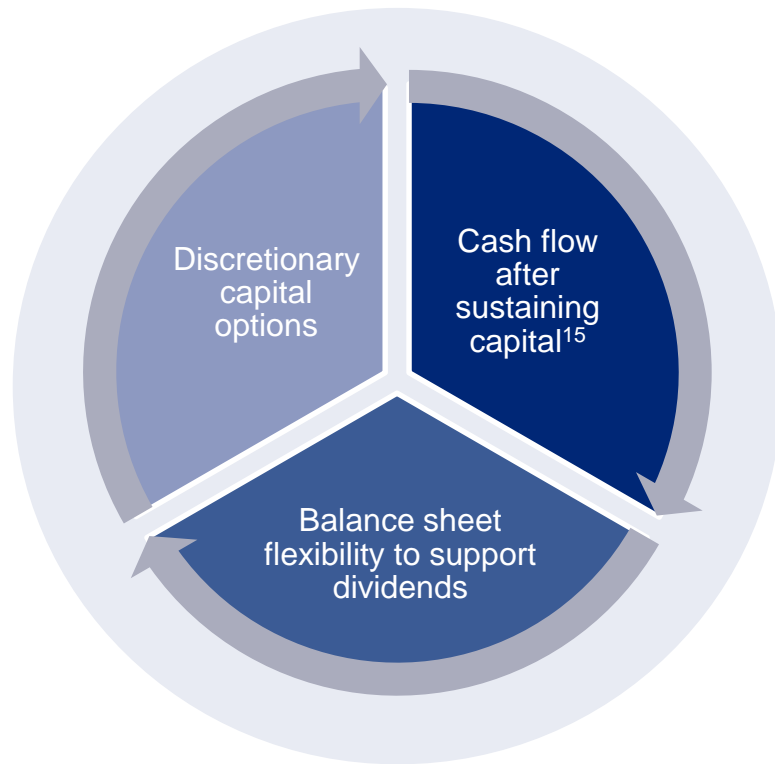 Discretionary
capital
options
Cash flow
after
sustaining
capital15
Balance sheet
flexibility to support
dividends